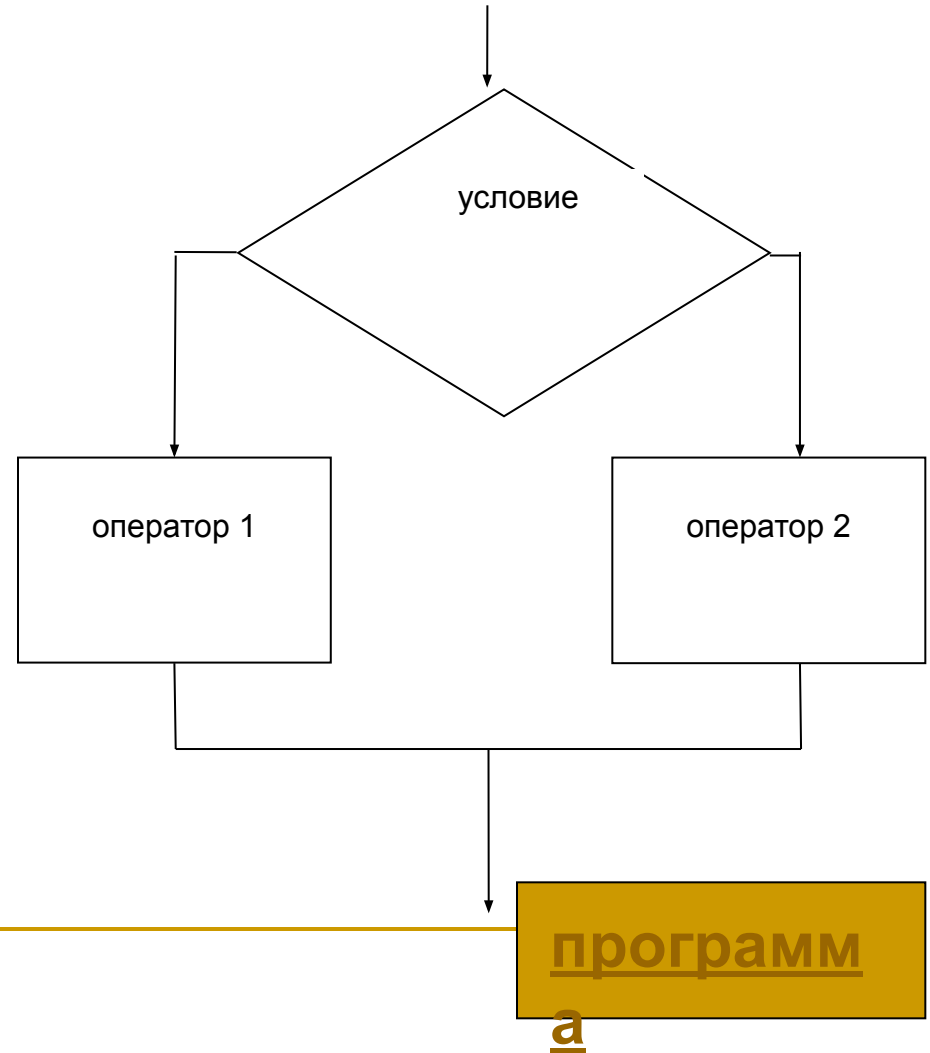 условие
оператор 1
оператор 2
программ
а